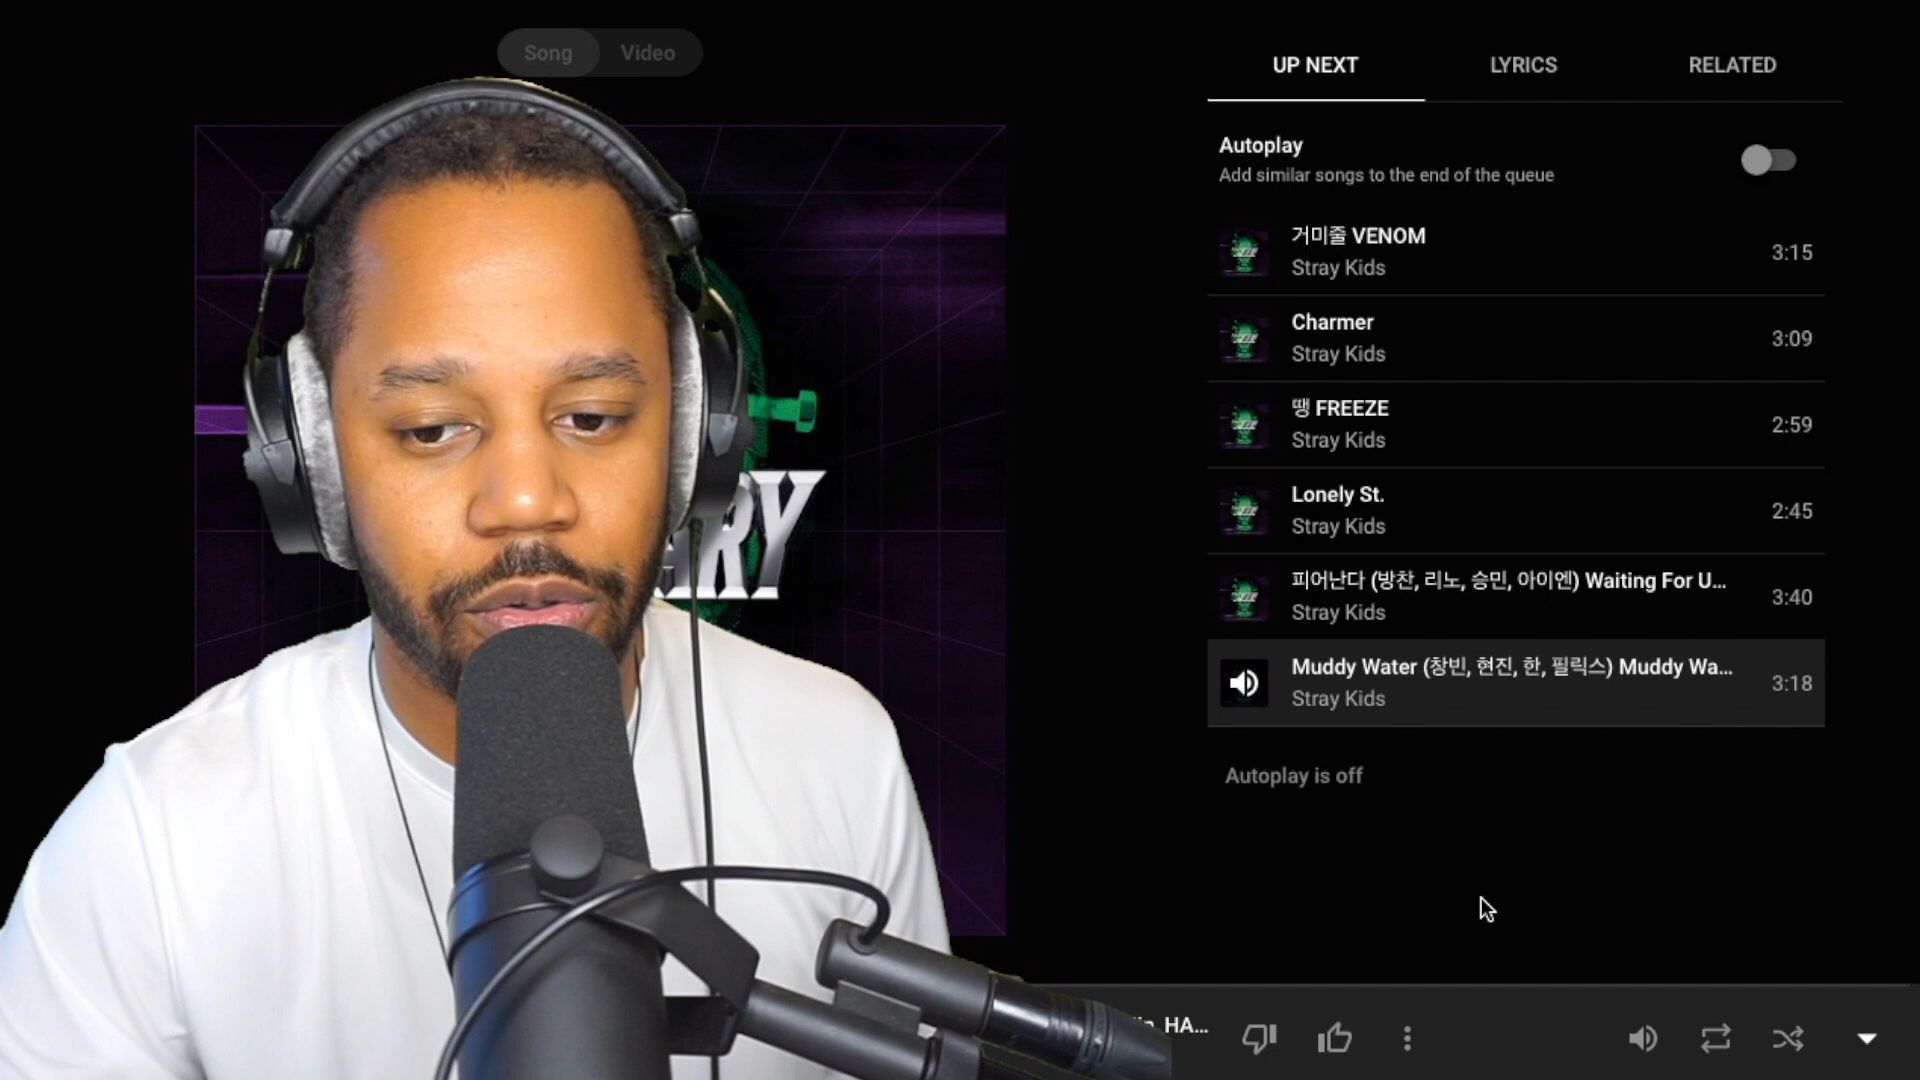 Song
Video
UP NEXT
LYRICS
RELATED
Autoplay
Add similar songs to the end of the queue
거미줄 VENOM
Stray Kids
3:15
Charmer
Stray Kids
3:09
땡 FREEZE
Stray Kids
2:59
Lonely St.
Stray Kids
2:45
피어난다 (방찬, 리노, 승민, 아이엔) Waiting For U...
Stray Kids
3:40
Muddy Water (창빈, 현진, 한, 필릭스) Muddy Wa...
Stray Kids
3:18
Autoplay is off
HA...